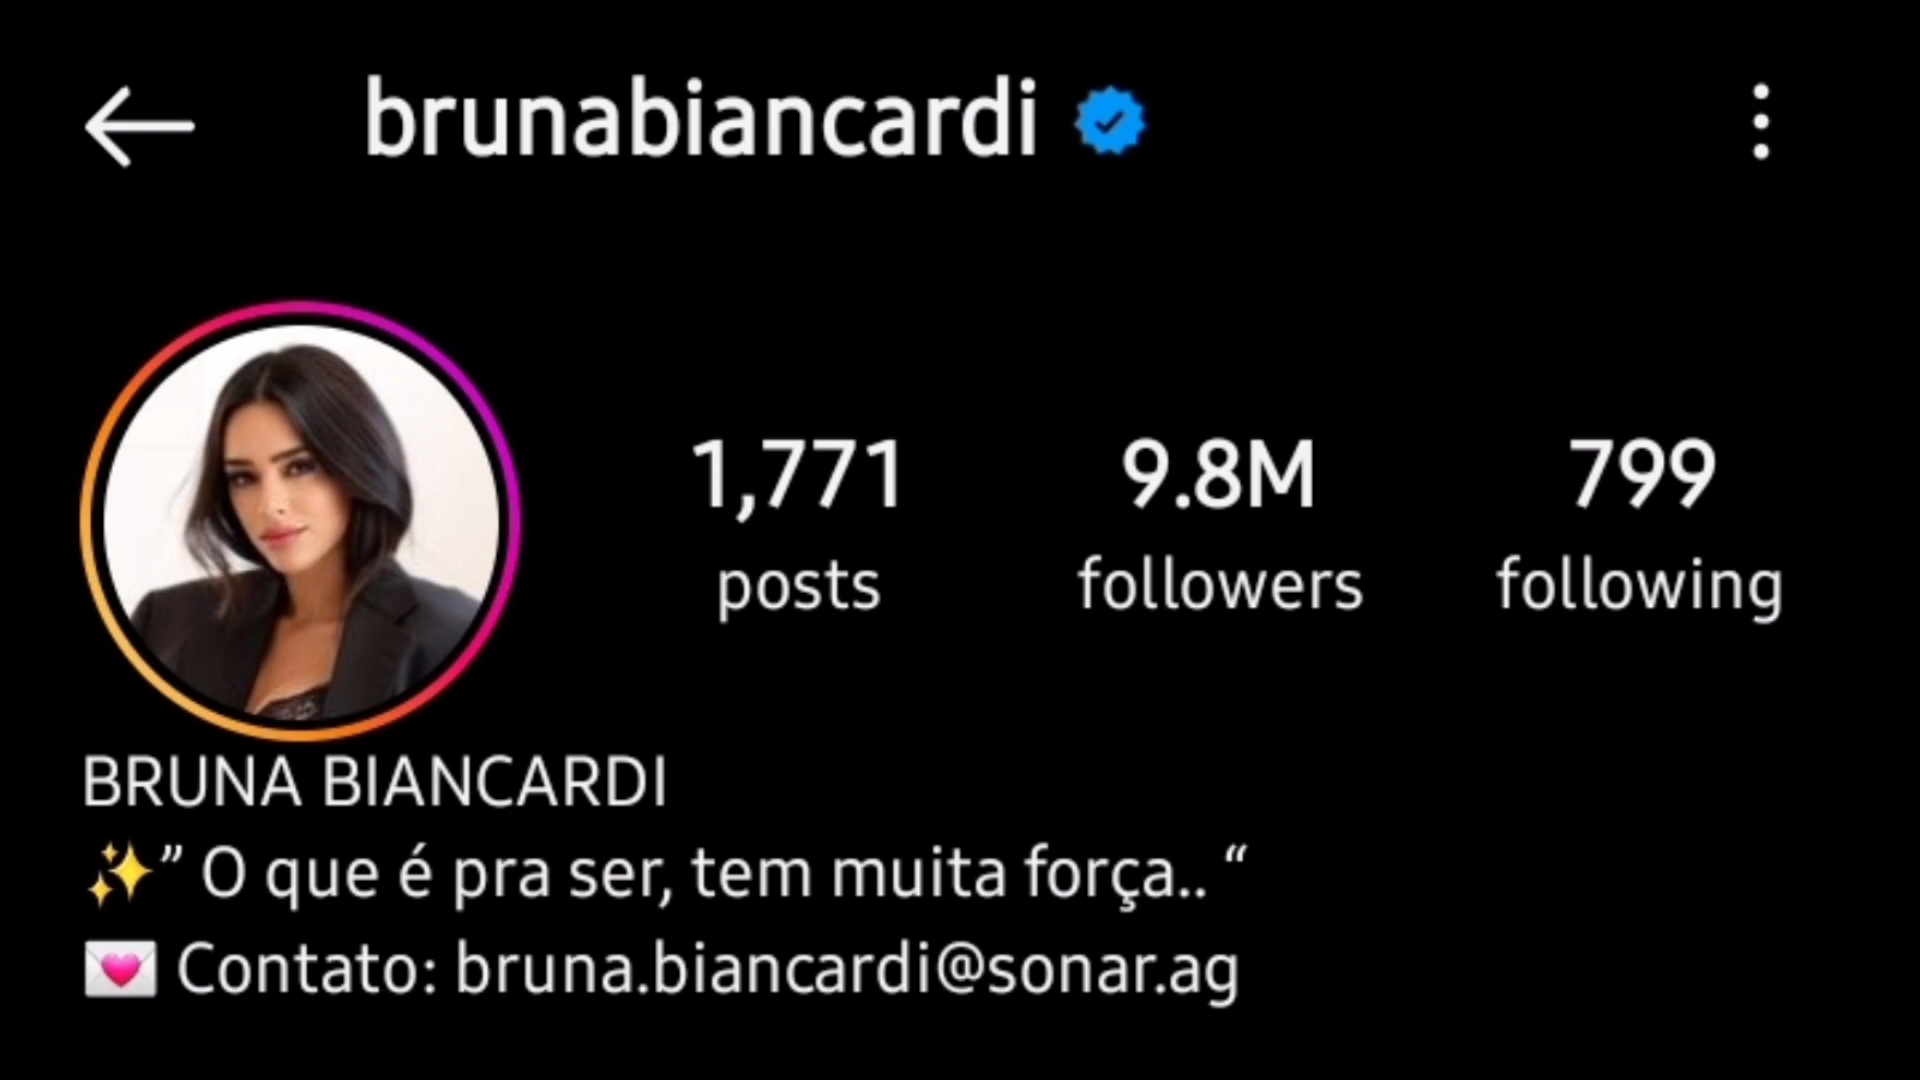 brunabiancardi
1,771 9.8M 799
posts followers following
BRUNA BIANCARDI
✨” O que é pra ser, tem muita força.. “
💌 Contato: bruna.biancardi@sonar.ag